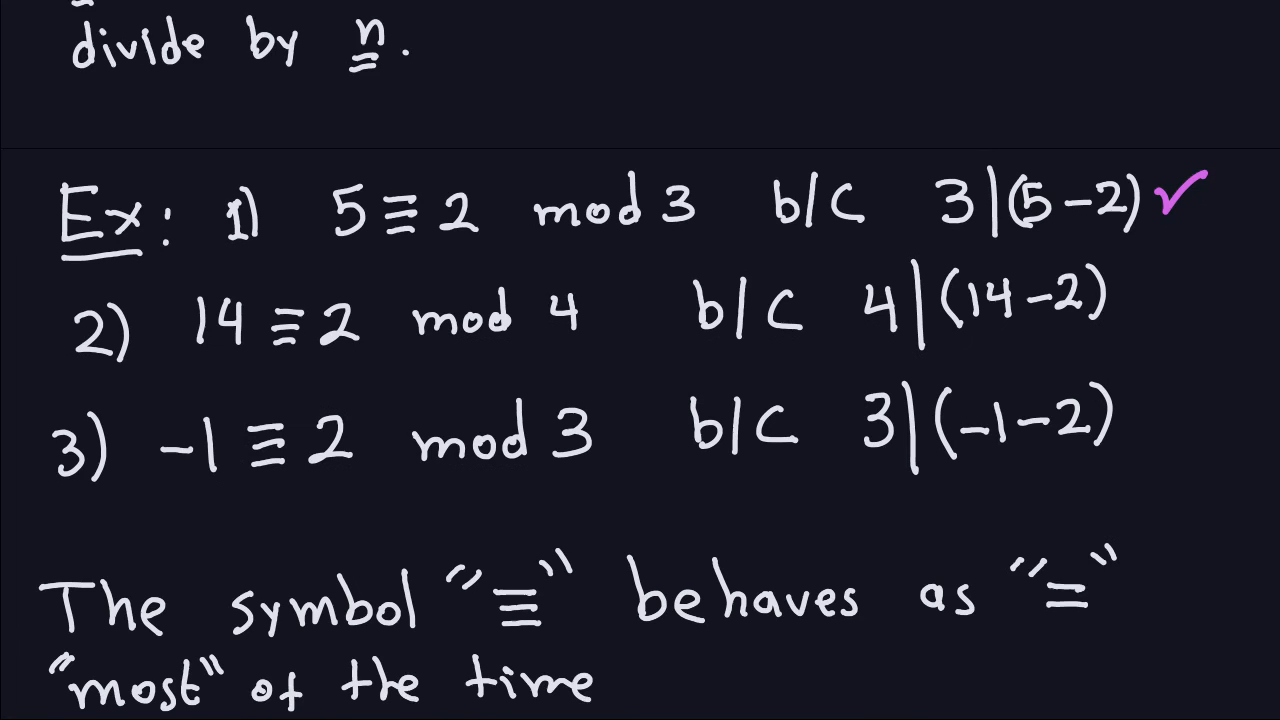 divide by n.
Ex: 1) 5 ≡ 2 mod 3 b/c 3|(5-2) ✓
2) 14 ≡ 2 mod 4 b/c 4|(14-2)
3) -1 ≡ 2 mod 3 b/c 3|(-1-2)
The symbol "≡" behaves as "="
"most" of the time